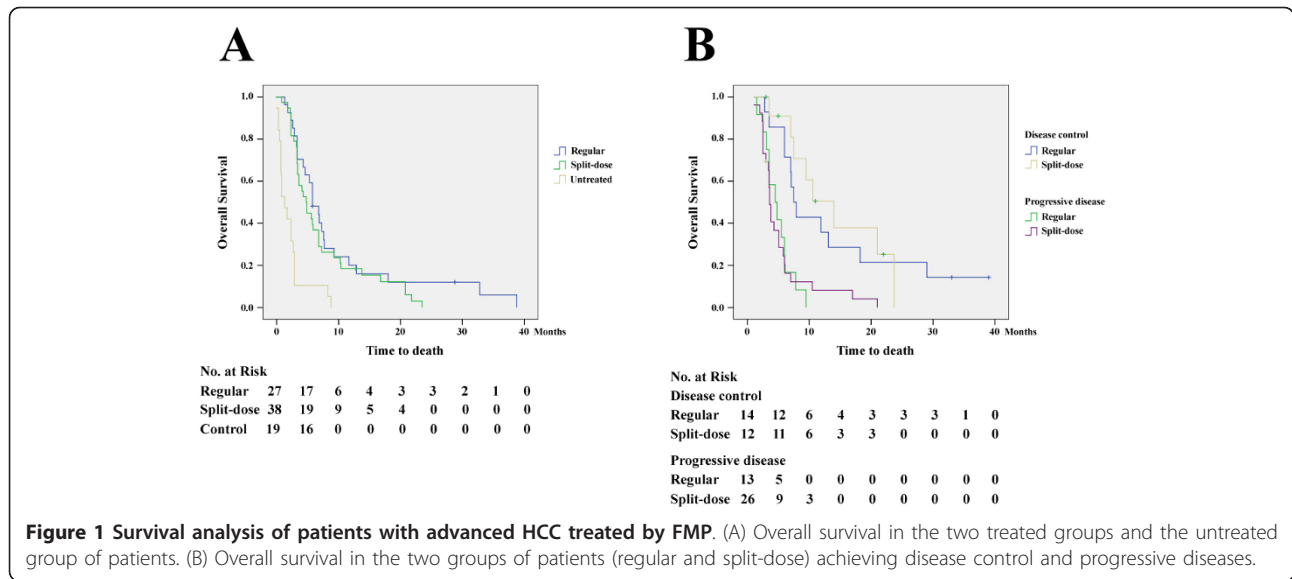 A
Overall Survival
1.0
0.8
0.6
0.4
0.2
0.0
0 10 20 30 40 Months
Time to death
Regular
Split-dose
Untreated
No. at Risk
Regular 27 17 6 4 3 3 2 1 0
Split-dose 38 19 9 5 4 0 0 0 0
Control 19 16 0 0 0 0 0 0 0
B
Overall Survival
1.0
0.8
0.6
0.4
0.2
0.0
0 10 20 30 40 Months
Time to death
Disease control
Regular
Split-dose
Progressive disease
Regular
Split-dose
No. at Risk
Disease control
Regular 14 12 6 4 3 3 3 1 0
Split-dose 12 11 6 3 3 0 0 0 0
Progressive disease
Regular 13 5 0 0 0 0 0 0 0
Split-dose 26 9 3 0 0 0 0 0 0
Figure 1 Survival analysis of patients with advanced HCC treated by FMP. (A) Overall survival in the two treated groups and the untreated
group of patients. (B) Overall survival in the two groups of patients (regular and split-dose) achieving disease control and progressive diseases.